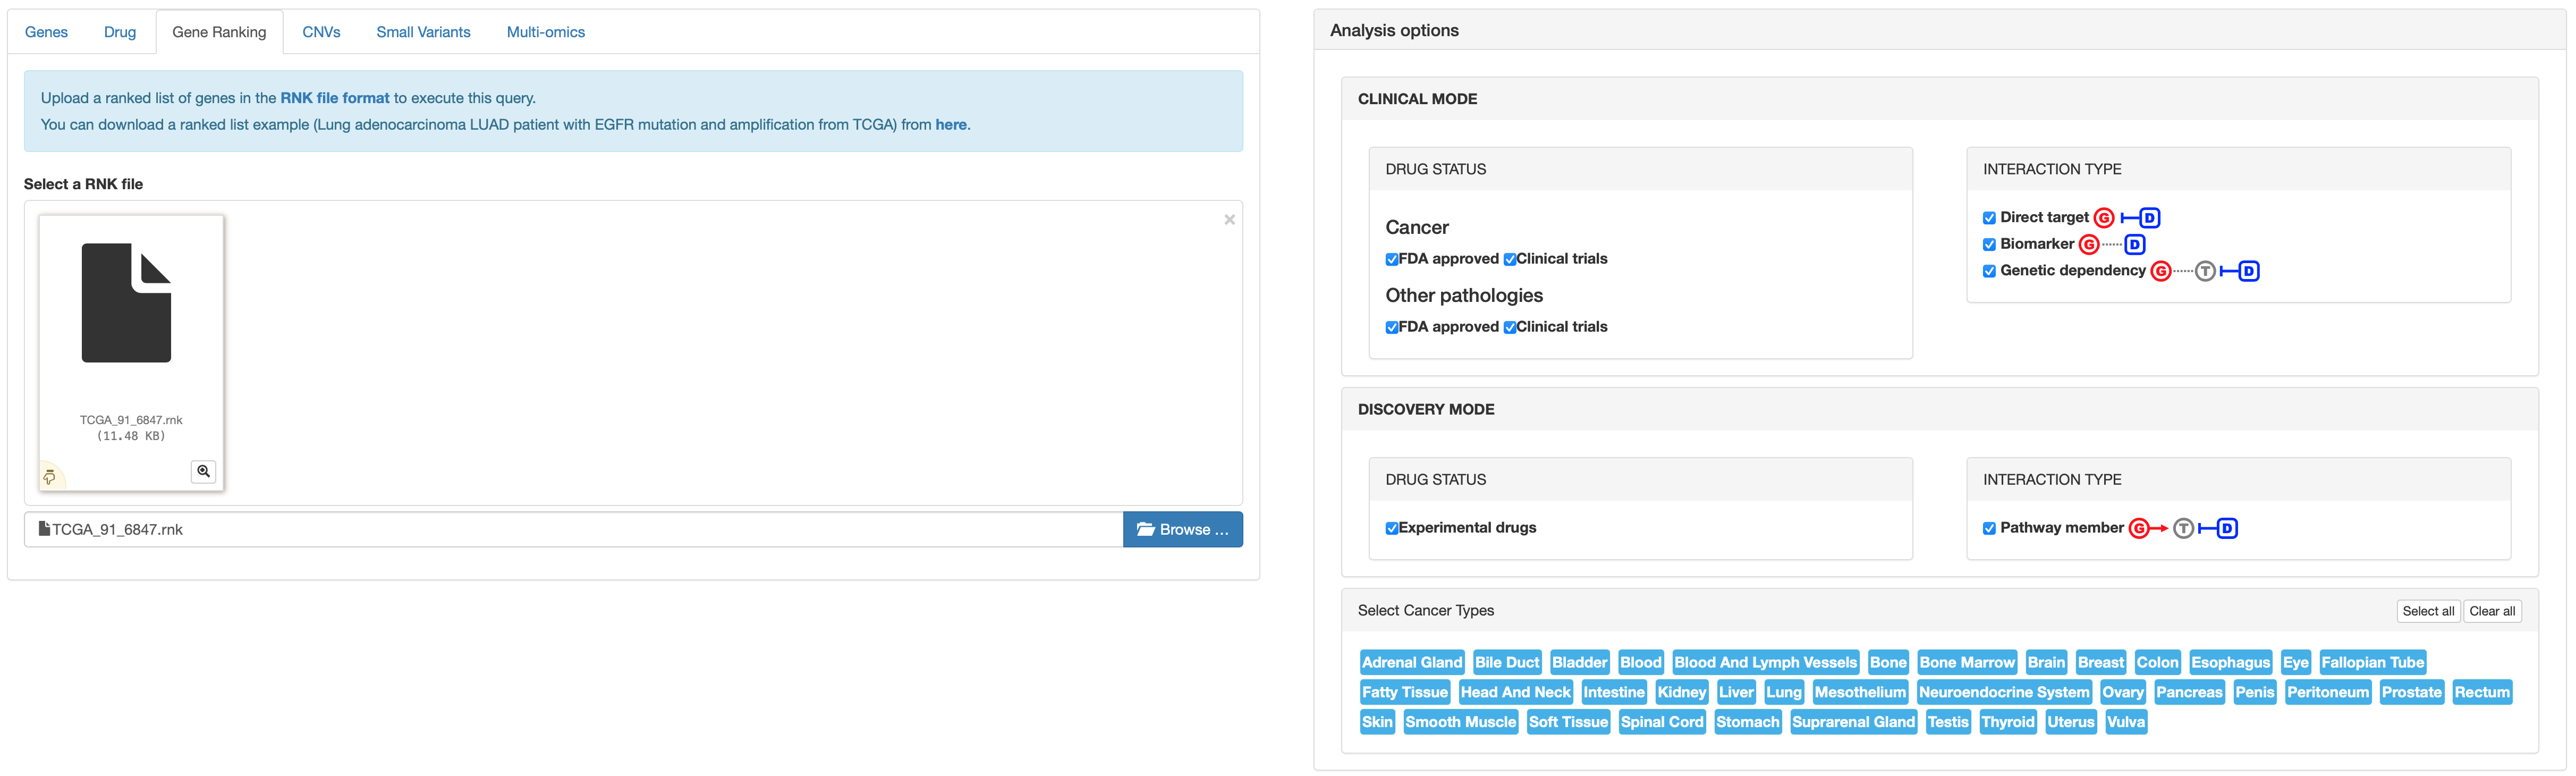 Genes Drug Gene Ranking CNVs Small Variants Multi-omics
Upload a ranked list of genes in the RNK file format to execute this query.
You can download a ranked list example (Lung adenocarcinoma LUAD patient with EGFR mutation and amplification from TCGA) from here.
Select a RNK file
×
TCGA_91_6847.rnk
(11.48 KB)
TCGA_91_6847.rnk
Browse ...
Analysis options
CLINICAL MODE
DRUG STATUS
Cancer
FDA approved Clinical trials
Other pathologies
FDA approved Clinical trials
INTERACTION TYPE
Direct target G D
Biomarker G D
Genetic dependency G T D
DISCOVERY MODE
DRUG STATUS
Experimental drugs
INTERACTION TYPE
Pathway member G T D
Select Cancer Types Select all Clear all
Adrenal Gland Bile Duct Bladder Blood Blood And Lymph Vessels Bone Bone Marrow Brain Breast Colon Esophagus Eye Fallopian Tube
Fatty Tissue Head And Neck Intestine Kidney Liver Lung Mesothelium Neuroendocrine System Ovary Pancreas Penis Peritoneum Prostate Rectum
Skin Smooth Muscle Soft Tissue Spinal Cord Stomach Suprarenal Gland Testis Thyroid Uterus Vulva